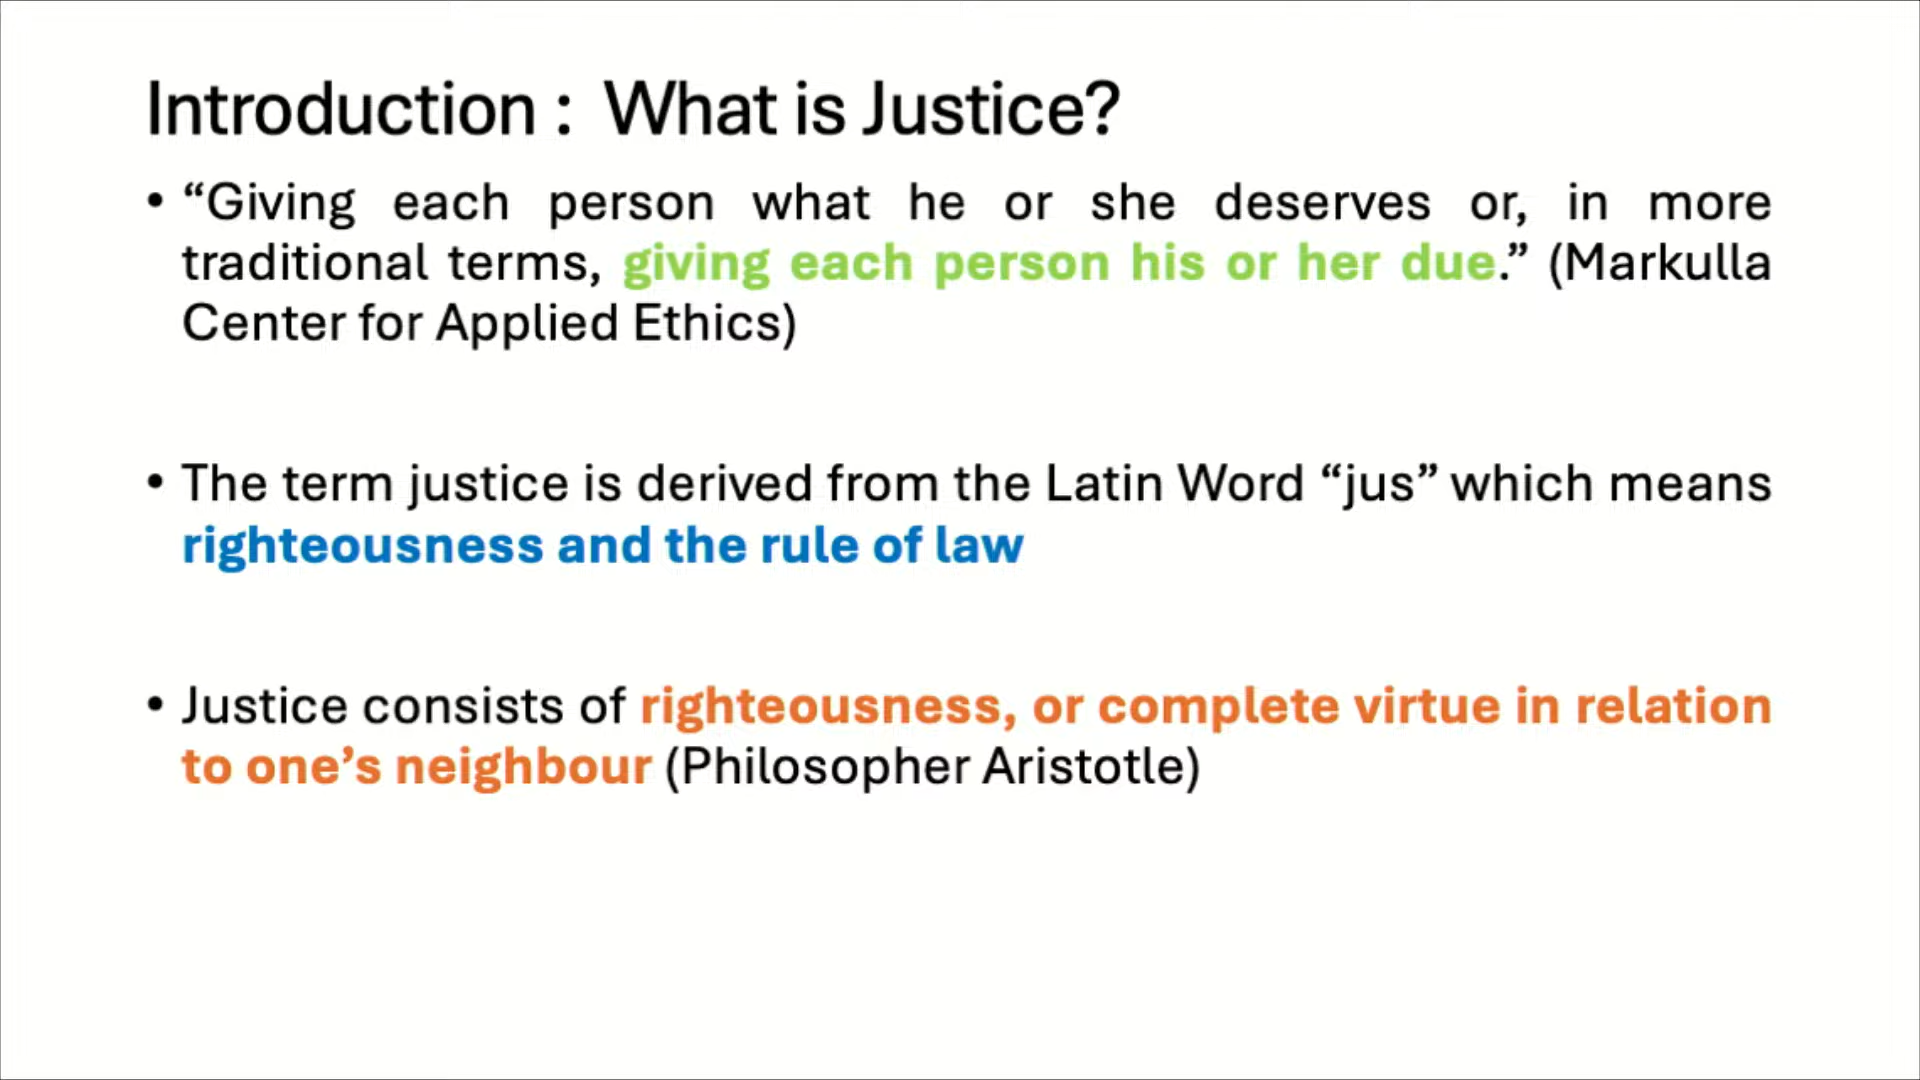 Introduction : What is Justice?
• “Giving each person what he or she deserves or, in more
traditional terms, giving each person his or her due.” (Markulla
Center for Applied Ethics)
• The term justice is derived from the Latin Word “jus” which means
righteousness and the rule of law
• Justice consists of righteousness, or complete virtue in relation
to one’s neighbour (Philosopher Aristotle)